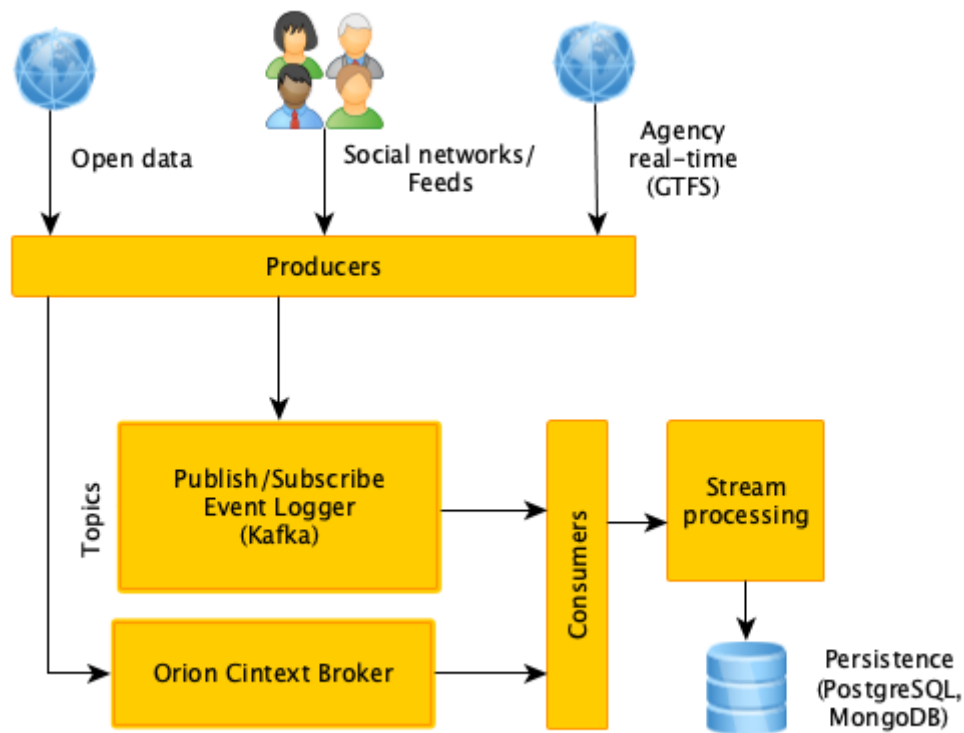 Open data
Social networks/
Feeds
Agency
real-time
(GTFS)
Producers
Topics
Publish/Subscribe
Event Logger
(Kafka)
Consumers
Stream
processing
Orion Cintext Broker
Persistence
(PostgreSQL,
MongoDB)